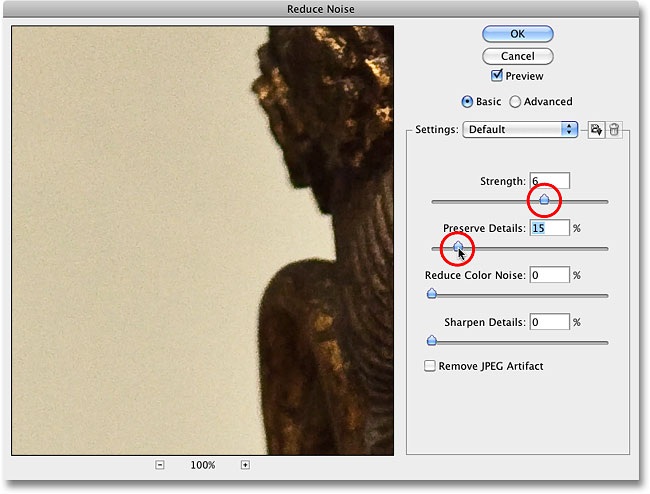 Reduce Noise
OK
Cancel
Preview
Basic Advanced
Settings: Default
Strength: 6
Preserve Details: 15 %
Reduce Color Noise: 0 %
Sharpen Details: 0 %
Remove JPEG Artifact
100%